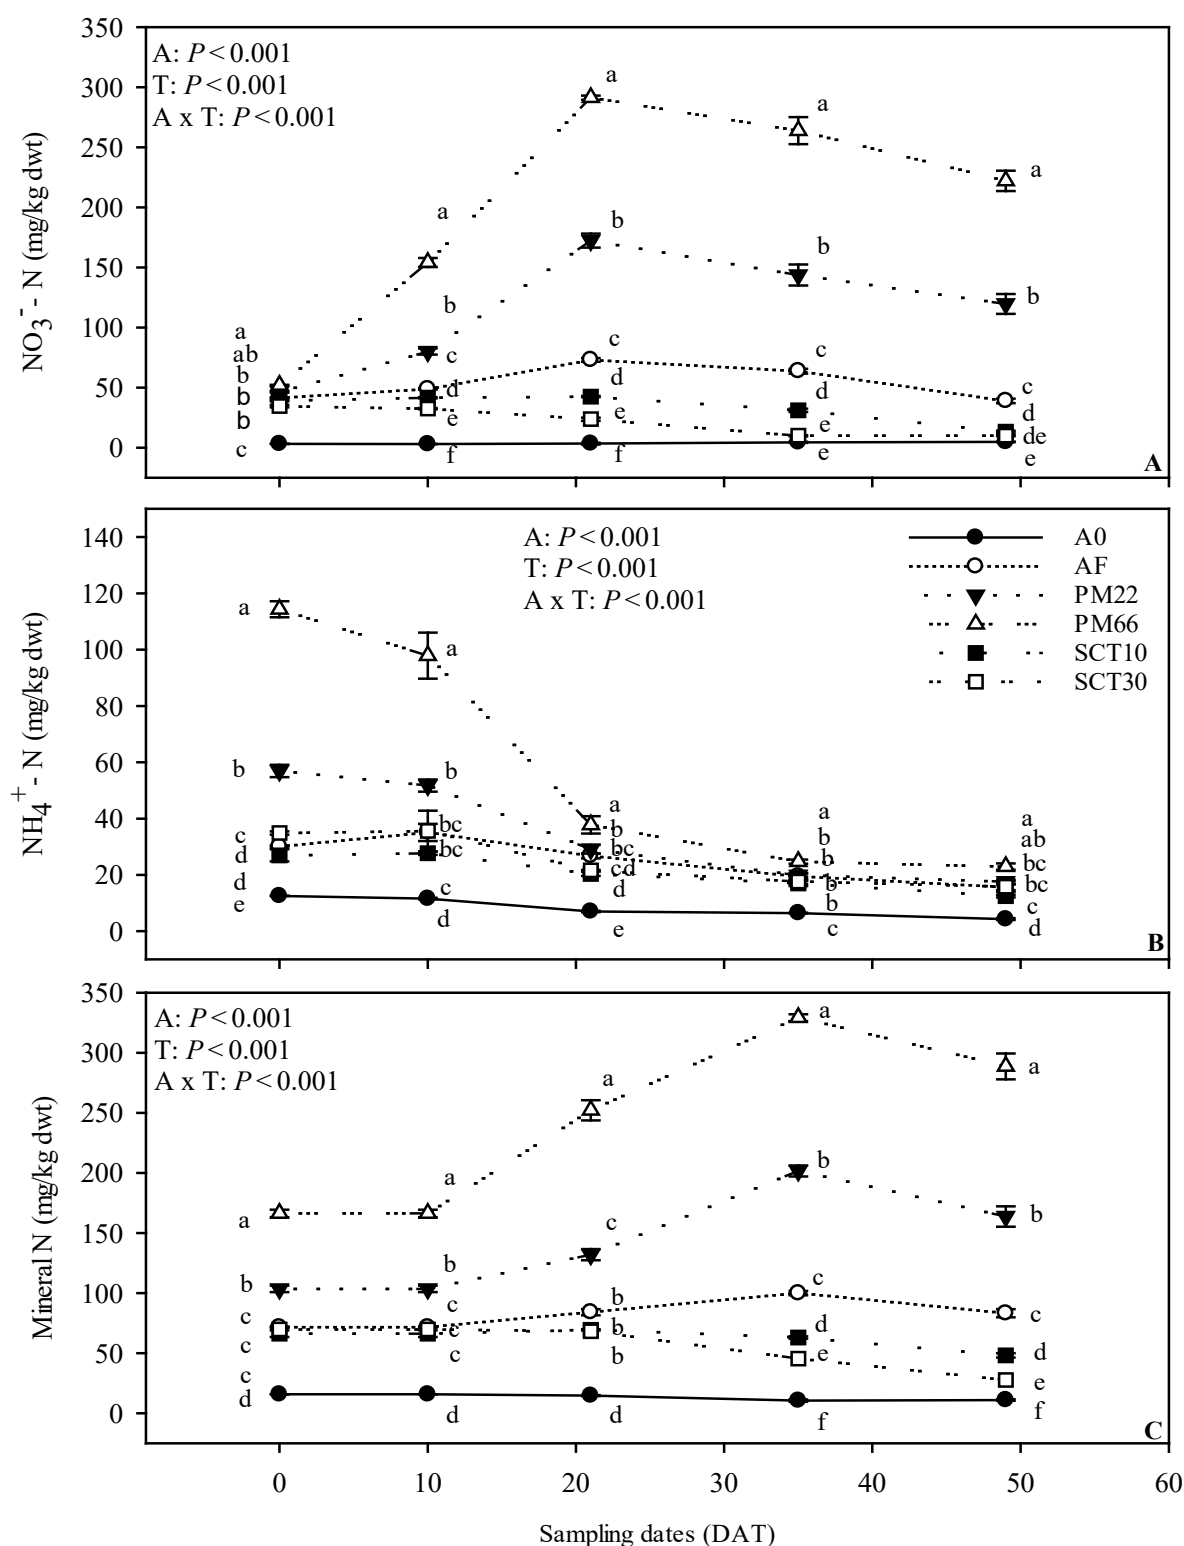 350
300
250
200
150
100
50
0
NO3- - N (mg/kg dwt)
A: P < 0.001
T: P < 0.001
A x T: P < 0.001
a
ab
b
b
b
c
a
b
c
d
e
f
a
b
c
d
e
f
a
b
c
d
e
e
a
b
c
d
de
e
A
140
120
100
80
60
40
20
0
NH4+ - N (mg/kg dwt)
A: P < 0.001
T: P < 0.001
A x T: P < 0.001
A0
AF
PM22
PM66
SCT10
SCT30
a
b
c
d
d
e
a
b
bc
bc
c
d
a
b
bc
cd
d
e
a
b
b
b
b
c
a
ab
bc
bc
c
d
B
350
300
250
200
150
100
50
0
Mineral N (mg/kg dwt)
A: P < 0.001
T: P < 0.001
A x T: P < 0.001
a
b
c
c
c
d
a
b
c
c
c
d
a
c
b
b
b
d
a
b
c
d
e
f
a
b
c
d
e
f
C
0 10 20 30 40 50 60
Sampling dates (DAT)